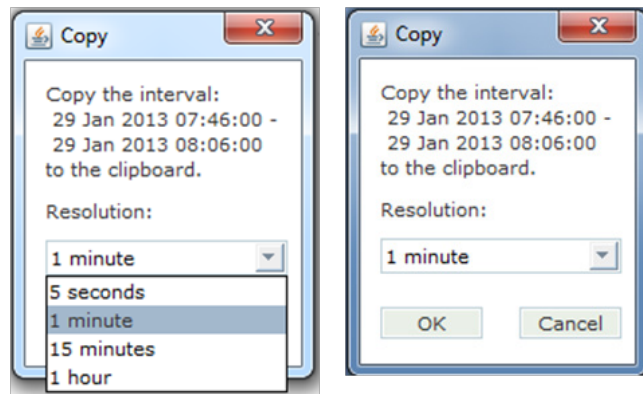 Copy
Copy the interval:
29 Jan 2013 07:46:00 -
29 Jan 2013 08:06:00
to the clipboard.
Resolution:
1 minute
5 seconds
1 minute
15 minutes
1 hour
Copy
Copy the interval:
29 Jan 2013 07:46:00 -
29 Jan 2013 08:06:00
to the clipboard.
Resolution:
1 minute
OK Cancel